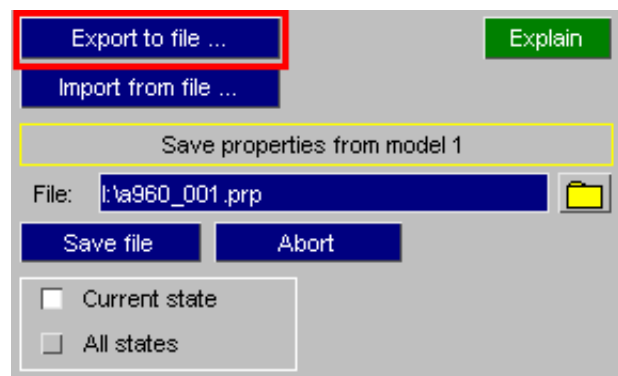 Export to file ...
Explain
Import from file ...
Save properties from model 1
File: I:\a960_001.prp
Save file
Abort
Current state
All states